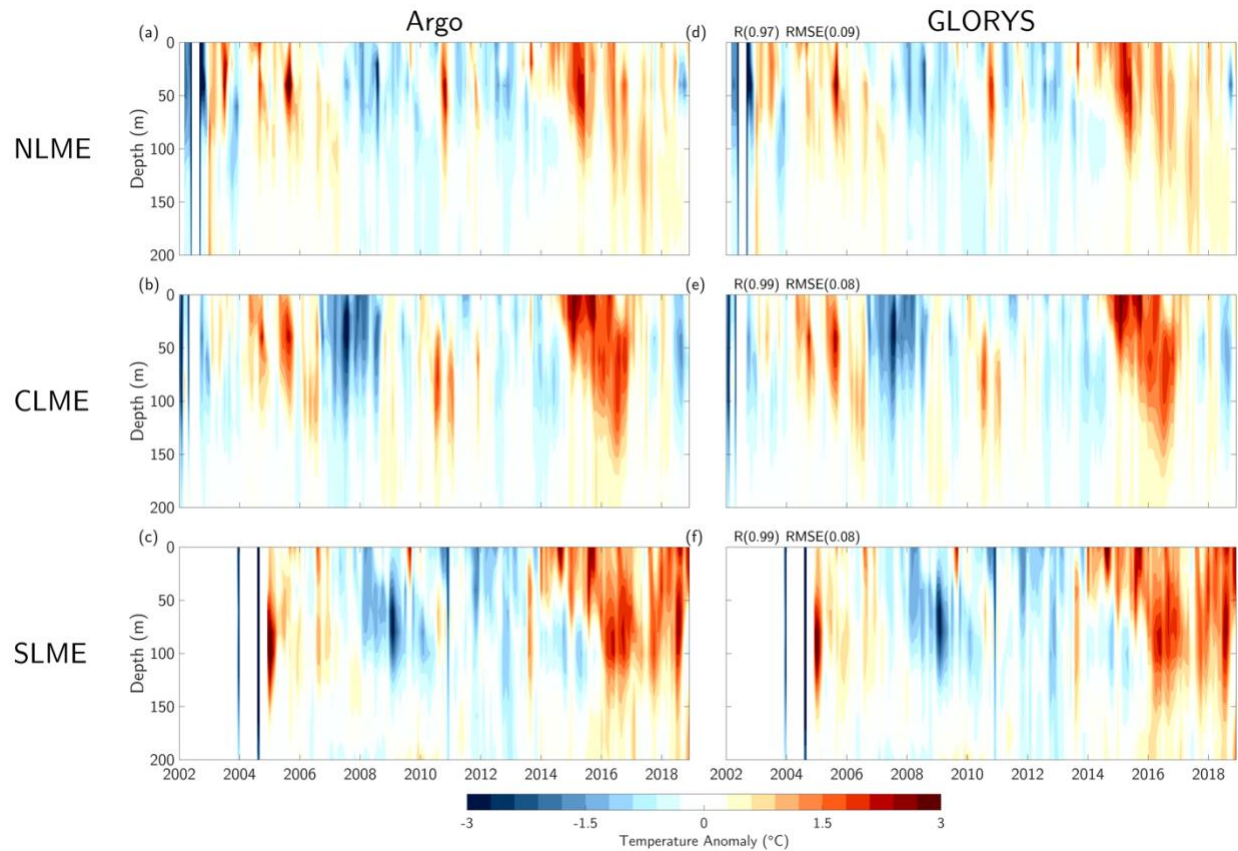 Argo
GLORYS
(a)
(d)
R(0.97) RMSE(0.09)
NLME
Depth (m)
0
50
100
150
200
(b)
(e)
R(0.99) RMSE(0.08)
CLME
Depth (m)
0
50
100
150
200
(c)
(f)
R(0.99) RMSE(0.08)
SLME
Depth (m)
0
50
100
150
200
2002 2004 2006 2008 2010 2012 2014 2016 2018
2002 2004 2006 2008 2010 2012 2014 2016 2018
-3 -1.5 0 1.5 3
Temperature Anomaly (°C)